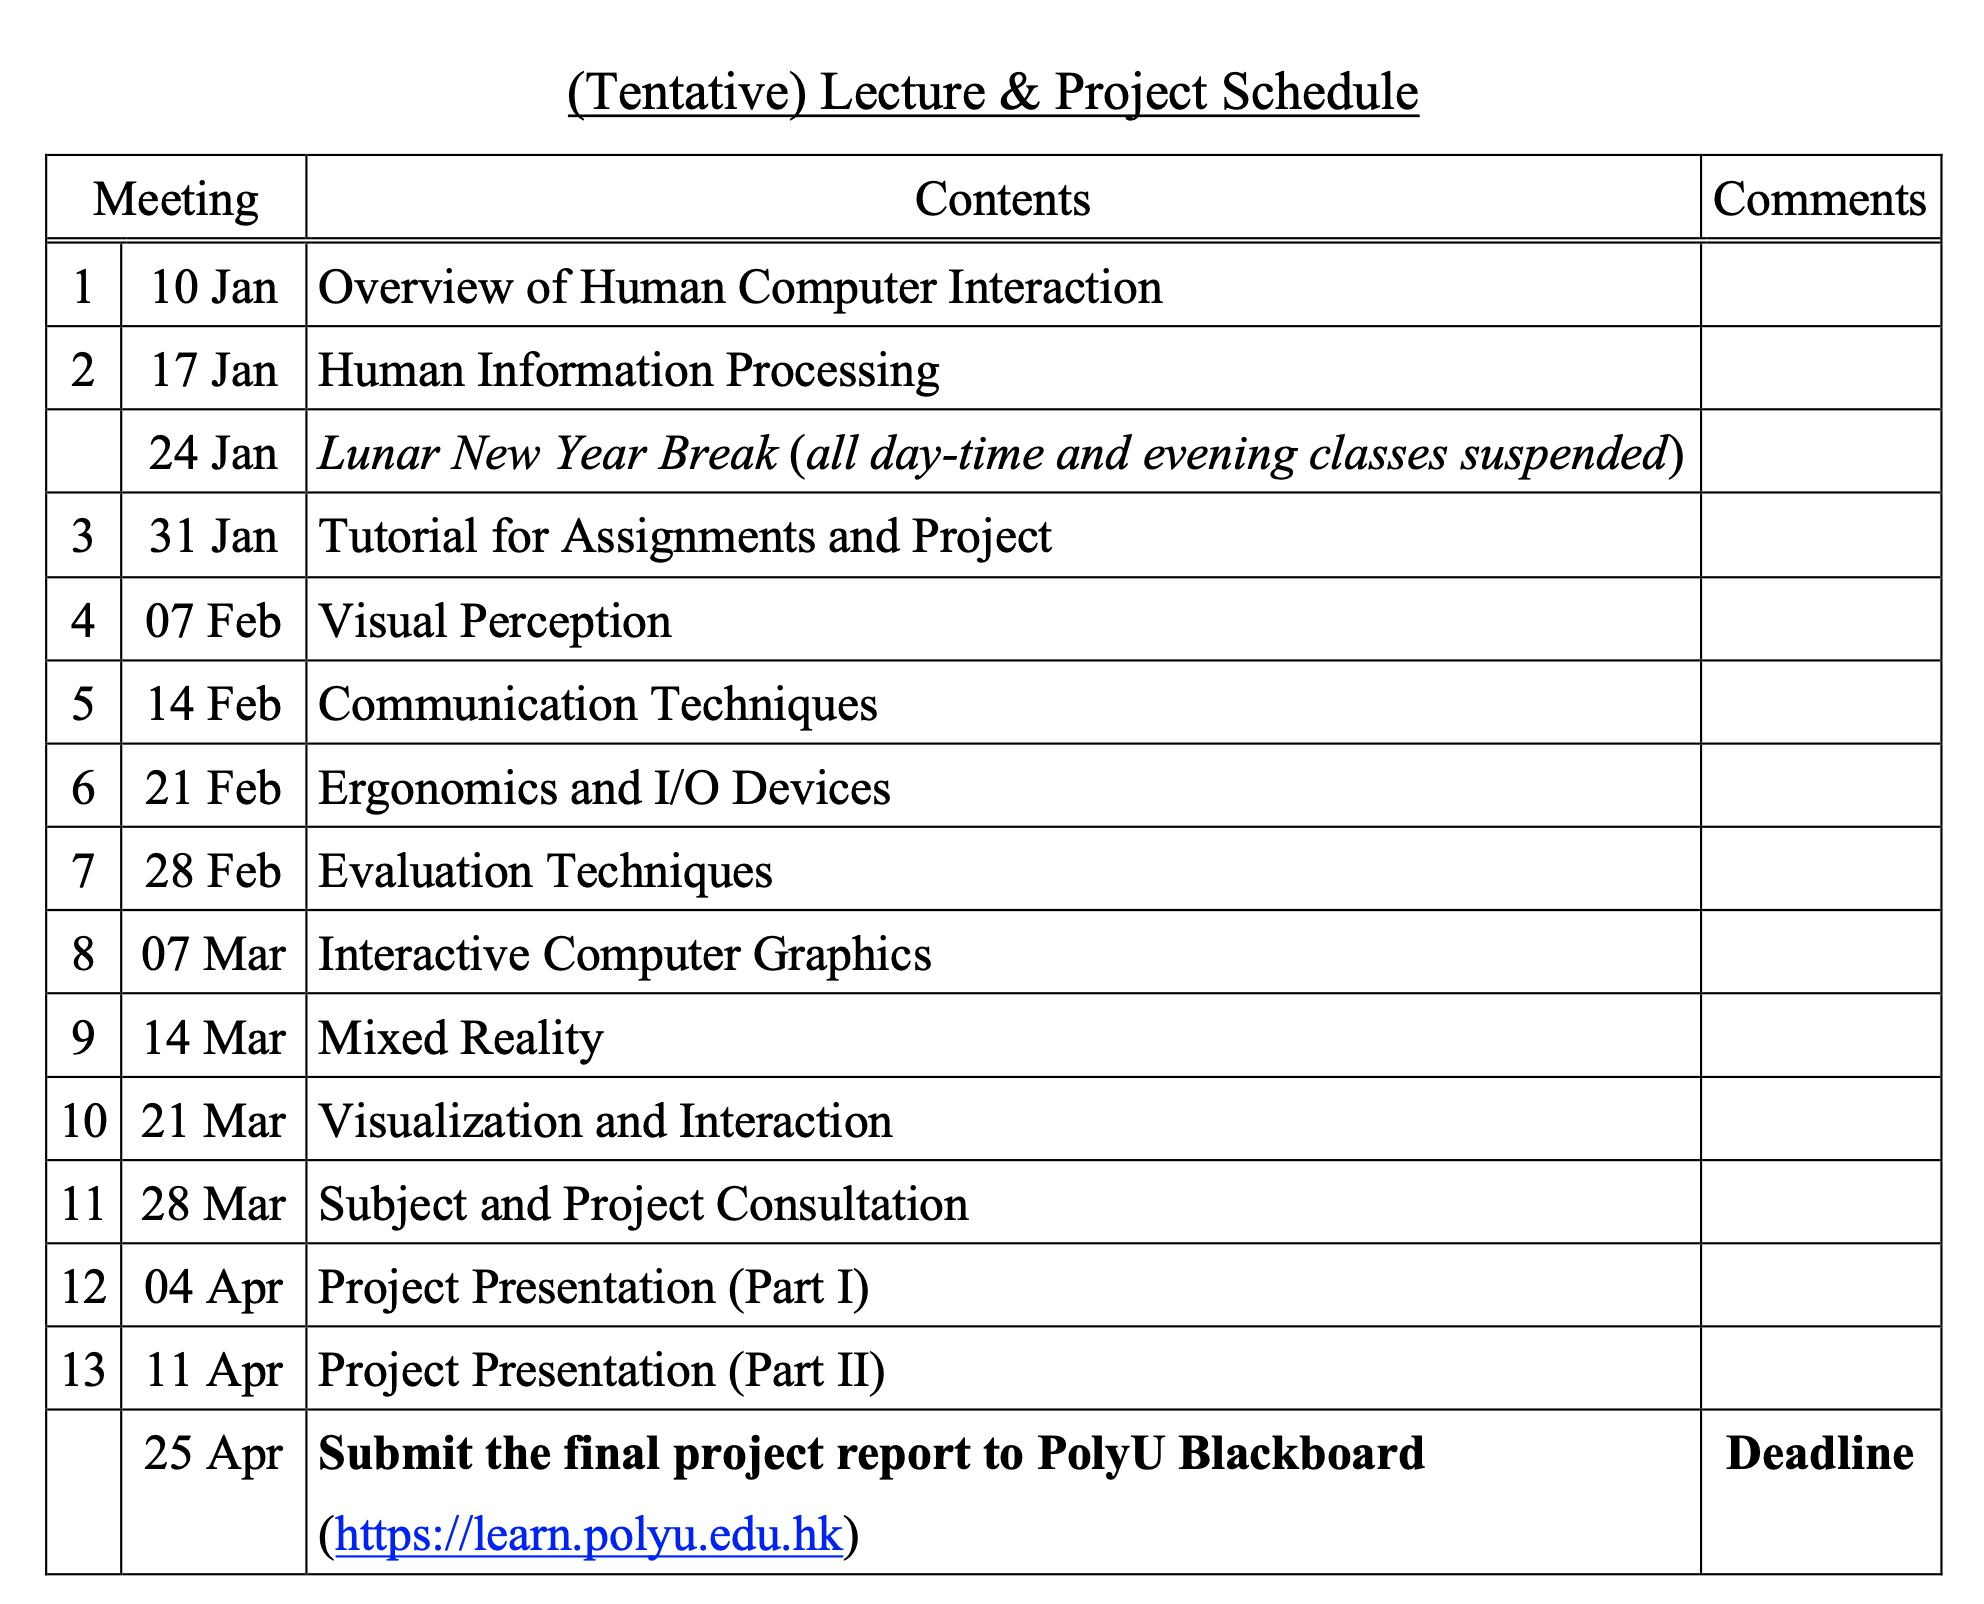 (Tentative) Lecture & Project Schedule
Meeting Contents Comments
1 10 Jan Overview of Human Computer Interaction
2 17 Jan Human Information Processing
24 Jan Lunar New Year Break (all day-time and evening classes suspended)
3 31 Jan Tutorial for Assignments and Project
4 07 Feb Visual Perception
5 14 Feb Communication Techniques
6 21 Feb Ergonomics and I/O Devices
7 28 Feb Evaluation Techniques
8 07 Mar Interactive Computer Graphics
9 14 Mar Mixed Reality
10 21 Mar Visualization and Interaction
11 28 Mar Subject and Project Consultation
12 04 Apr Project Presentation (Part I)
13 11 Apr Project Presentation (Part II)
25 Apr Submit the final project report to PolyU Blackboard Deadline
(https://learn.polyu.edu.hk)